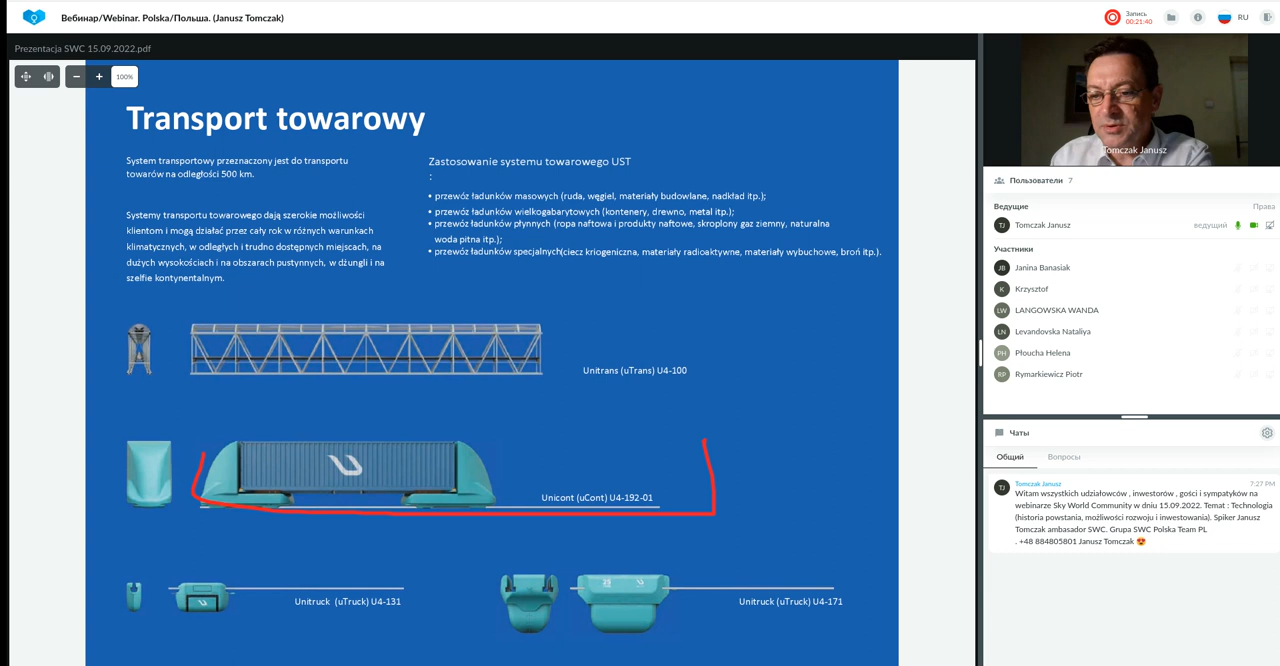 Вебинар/Webinar. Polska/Польша. (Janusz Tomczak)
Запись
00:21:40
RU
Prezentacja SWC 15.09.2022.pdf
100%
Transport towarowy
System transportowy przeznaczony jest do transportu
towarów na odległości 500 km.
Systemy transportu towarowego dają szerokie możliwości
klientom i mogą działać przez cały rok w różnych warunkach
klimatycznych, w odległych i trudno dostępnych miejscach, na
dużych wysokościach i na obszarach pustynnych, w dżungli i na
szelfie kontynentalnym.
Zastosowanie systemu towarowego UST
:
• przewóz ładunków masowych (ruda, węgiel, materiały budowlane, nadkład itp.);
• przewóz ładunków wielkogabarytowych (kontenery, drewno, metal itp.);
• przewóz ładunków płynnych (ropa naftowa i produkty naftowe, skroplony gaz ziemny, naturalna
woda pitna itp.);
• przewóz ładunków specjalnych(ciecz kriogeniczna, materiały radioaktywne, materiały wybuchowe, broń itp.).
Unitrans (uTrans) U4-100
Unicont (uCont) U4-192-01
Unitruck (uTruck) U4-131
Unitruck (uTruck) U4-171
Tomczak Janusz
Пользователи 7
Ведущие Права
TJ Tomczak Janusz ведущий
Участники
JB Janina Banasiak
K Krzysztof
LW LANGOWSKA WANDA
LN Levandovska Nataliya
PH Płoucha Helena
RP Rymarkiewicz Piotr
Чаты
Общий Вопросы
TJ Tomczak Janusz 7:27 PM
Witam wszystkich udziałowców , inwestorów , gości i sympatyków na
webinarze Sky World Community w dniu 15.09.2022. Temat : Technologia
(historia powstania, możliwości rozwoju i inwestowania). Spiker Janusz
Tomczak ambasador SWC. Grupa SWC Polska Team PL
. +48 884805801 Janusz Tomczak 😍